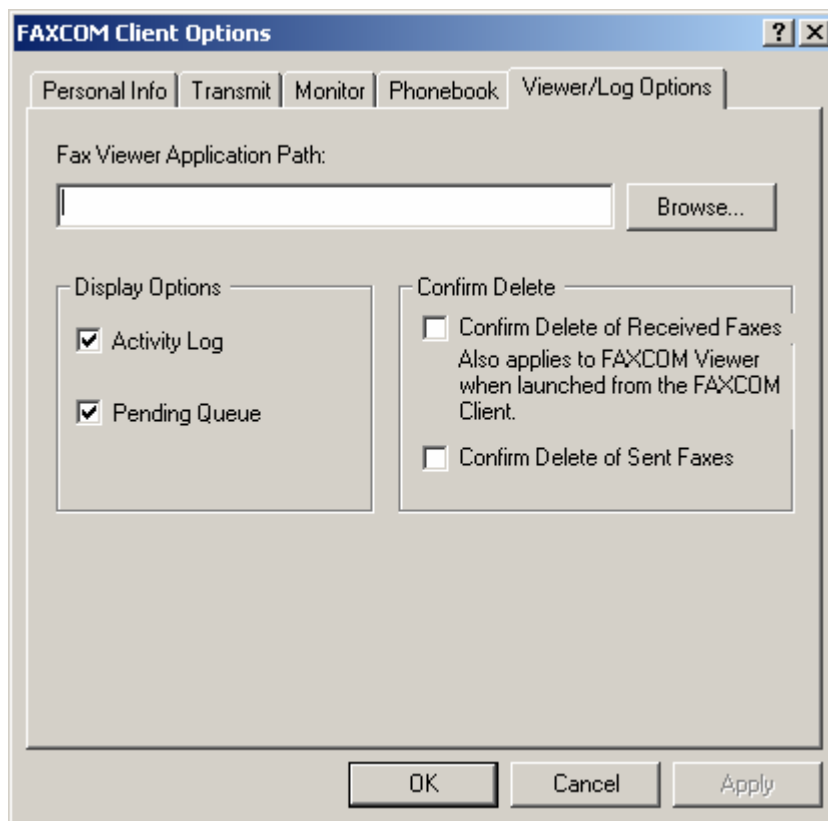 FAXCOM Client Options
Personal Info
Transmit
Monitor
Phonebook
Viewer/Log Options
Fax Viewer Application Path:
Browse...
Display Options
Activity Log
Pending Queue
Confirm Delete
Confirm Delete of Received Faxes
Also applies to FAXCOM Viewer
when launched from the FAXCOM
Client.
Confirm Delete of Sent Faxes
OK
Cancel
Apply